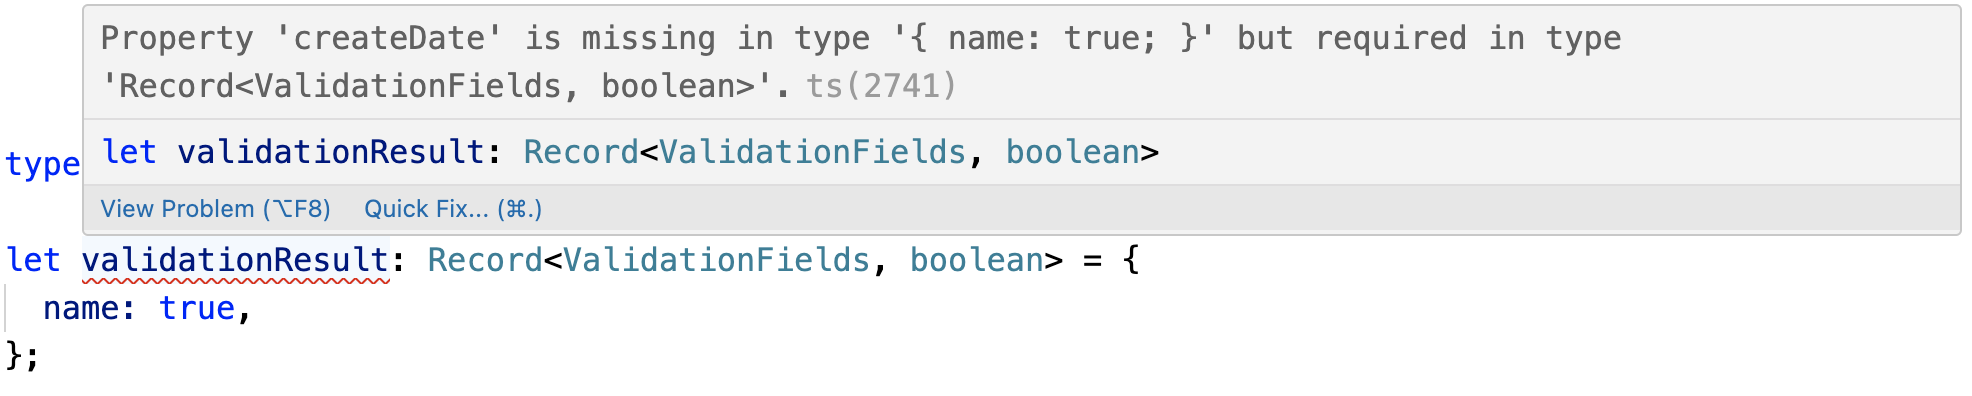 Property 'createDate' is missing in type '{ name: true; }' but required in type
'Record<ValidationFields, boolean>'. ts(2741)
let validationResult: Record<ValidationFields, boolean>
type
View Problem (⌥F8) Quick Fix... (⌘.)
let validationResult: Record<ValidationFields, boolean> = {
name: true,
};